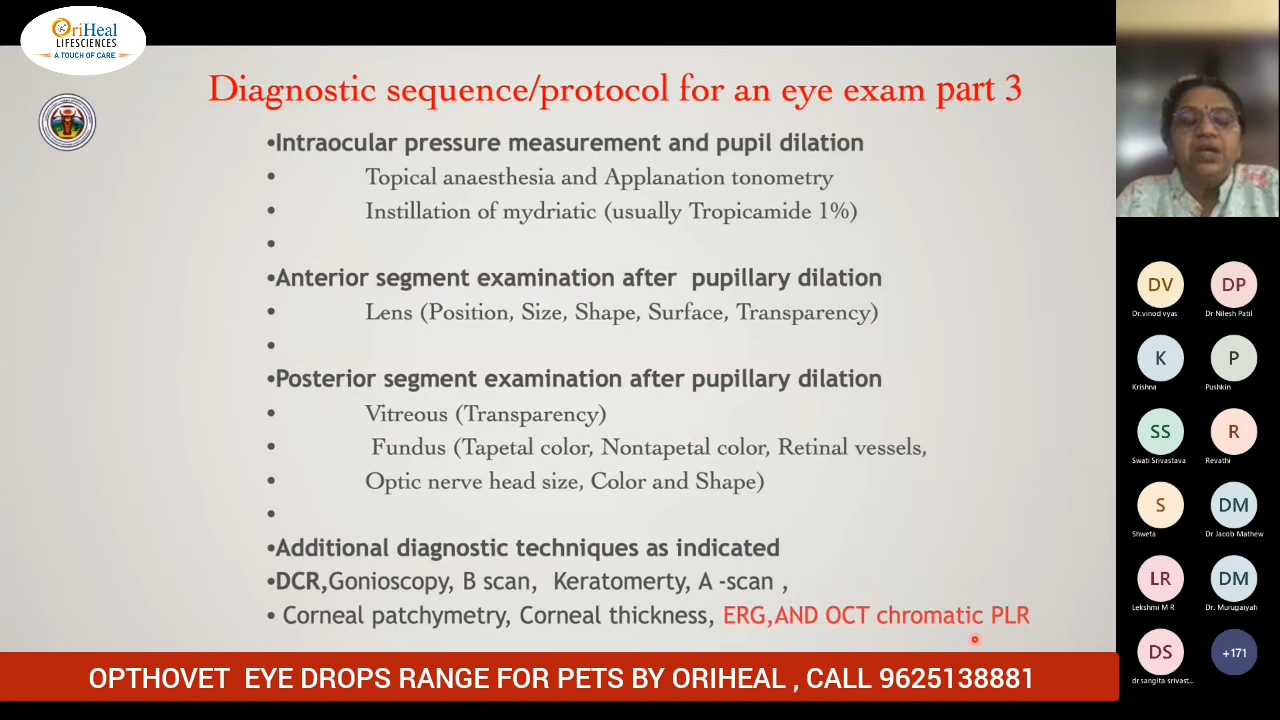 OriHeal
LIFESCIENCES
A TOUCH OF CARE
Diagnostic sequence/protocol for an eye exam part 3
•Intraocular pressure measurement and pupil dilation
• Topical anaesthesia and Applanation tonometry
• Instillation of mydriatic (usually Tropicamide 1%)
•
•Anterior segment examination after pupillary dilation
• Lens (Position, Size, Shape, Surface, Transparency)
•
•Posterior segment examination after pupillary dilation
• Vitreous (Transparency)
• Fundus (Tapetal color, Nontapetal color, Retinal vessels,
• Optic nerve head size, Color and Shape)
•
•Additional diagnostic techniques as indicated
•DCR,Gonioscopy, B scan, Keratomerty, A -scan ,
• Corneal patchymetry, Corneal thickness, ERG,AND OCT chromatic PLR
OPTHOVET EYE DROPS RANGE FOR PETS BY ORIHEAL , CALL 9625138881
DV DP
Dr.vinod vyas Dr Nilesh Patil
K P
Krishna Pushkin
SS R
Swati Srivastava Revathi
S DM
Shweta Dr Jacob Mathew
LR DM
Lekshmi M R Dr. Murugaiyah
DS +171
dr sangita srivast...